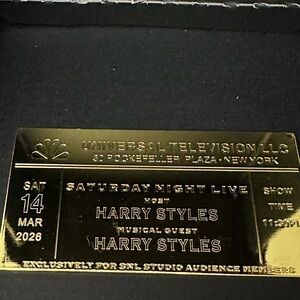 UNIVERSAL TELEVISION LLC
30 ROCKEFELLER PLAZA • NEW YORK
SAT
14
MAR
2026
SATURDAY NIGHT LIVE
HOST
HARRY STYLES
MUSICAL GUEST
HARRY STYLES
SHOW
TIME
EXCLUSIVELY FOR SNL STUDIO AUDIENCE MEMBERS